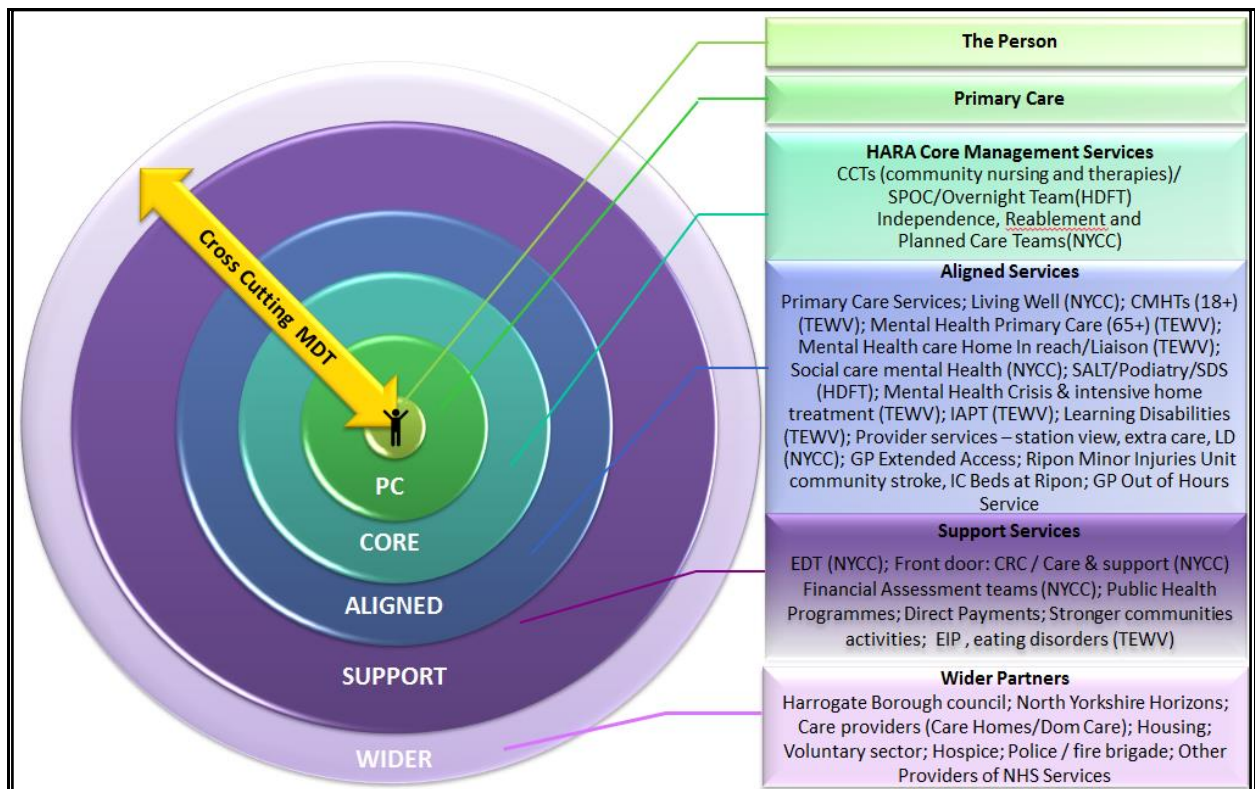 Cross Cutting MDT
PC
CORE
ALIGNED
SUPPORT
WIDER
The Person
Primary Care
HARA Core Management Services
CCTs (community nursing and therapies)/
SPOC/Overnight Team(HDFT)
Independence, Reablement and
Planned Care Teams(NYCC)
Aligned Services
Primary Care Services; Living Well (NYCC); CMHTs (18+)
(TEWV); Mental Health Primary Care (65+) (TEWV);
Mental Health care Home In reach/Liaison (TEWV);
Social care mental Health (NYCC); SALT/Podiatry/SDS
(HDFT); Mental Health Crisis & intensive home
treatment (TEWV); IAPT (TEWV); Learning Disabilities
(TEWV); Provider services – station view, extra care, LD
(NYCC); GP Extended Access; Ripon Minor Injuries Unit
community stroke, IC Beds at Ripon; GP Out of Hours
Service
Support Services
EDT (NYCC); Front door: CRC / Care & support (NYCC)
Financial Assessment teams (NYCC); Public Health
Programmes; Direct Payments; Stronger communities
activities; EIP , eating disorders (TEWV)
Wider Partners
Harrogate Borough council; North Yorkshire Horizons;
Care providers (Care Homes/Dom Care); Housing;
Voluntary sector; Hospice; Police / fire brigade; Other
Providers of NHS Services